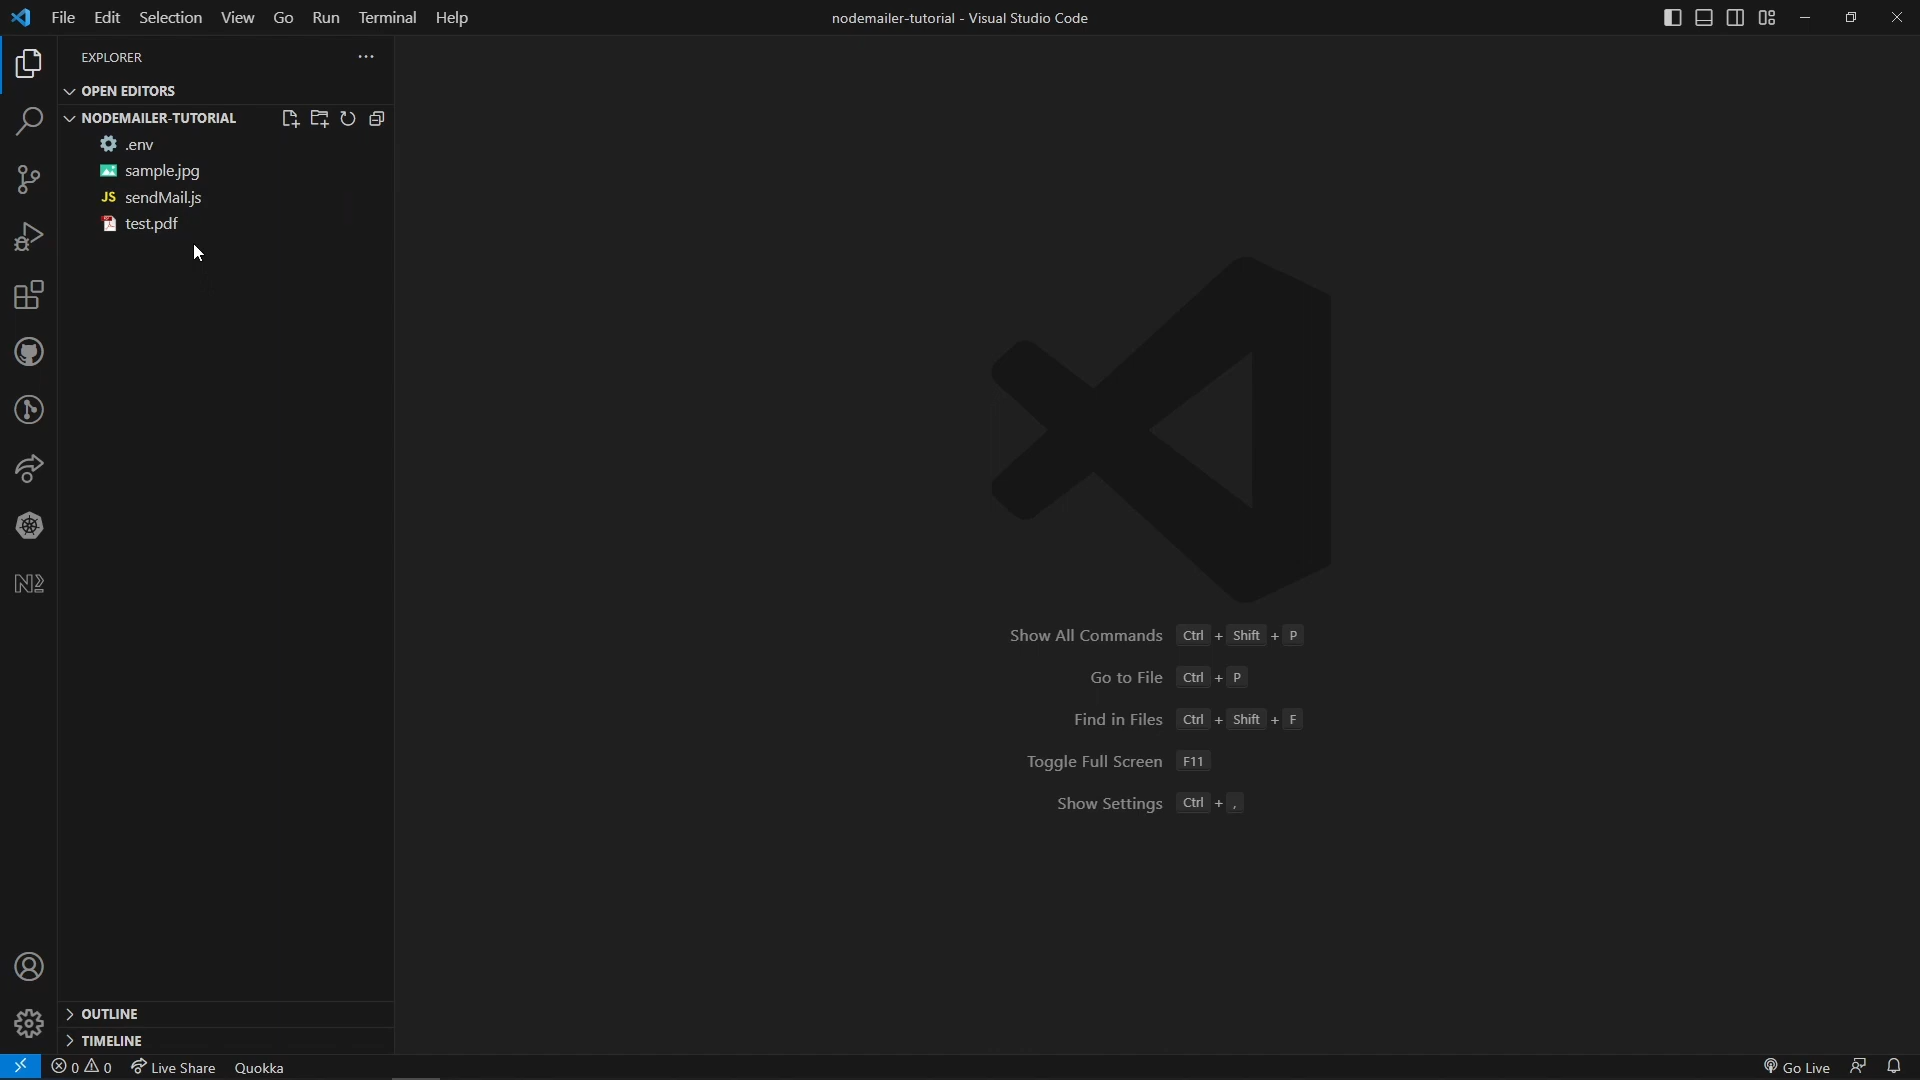 File Edit Selection View Go Run Terminal Help
nodemailer-tutorial - Visual Studio Code
EXPLORER
OPEN EDITORS
NODEMAILER-TUTORIAL
.env
sample.jpg
JS sendMail.js
test.pdf
Show All Commands Ctrl + Shift + P
Go to File Ctrl + P
Find in Files Ctrl + Shift + F
Toggle Full Screen F11
Show Settings Ctrl + ,
OUTLINE
TIMELINE
0 0 Live Share Quokka
Go Live